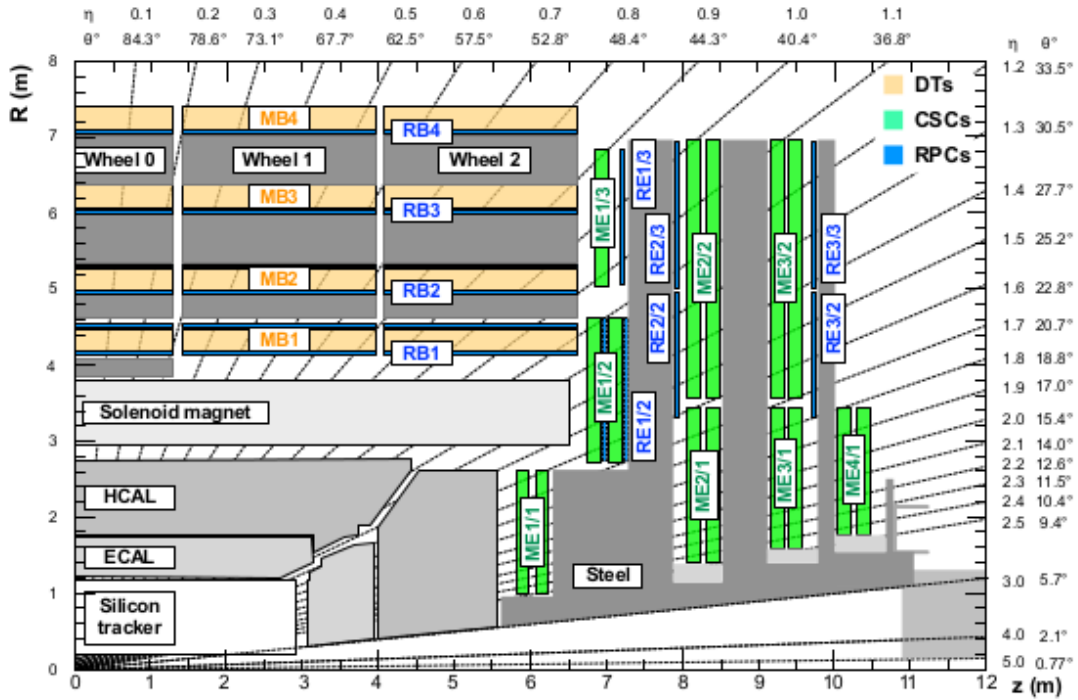 η 0.1 0.2 0.3 0.4 0.5 0.6 0.7 0.8 0.9 1.0 1.1
θ° 84.3° 78.6° 73.1° 67.7° 62.5° 57.5° 52.8° 48.4° 44.3° 40.4° 36.8° η θ°
R (m)
8
7
6
5
4
3
2
1
0
1.2 33.5°
1.3 30.5°
1.4 27.7°
1.5 25.2°
1.6 22.8°
1.7 20.7°
1.8 18.8°
1.9 17.0°
2.0 15.4°
2.1 14.0°
2.2 12.6°
2.3 11.5°
2.4 10.4°
2.5 9.4°
3.0 5.7°
4.0 2.1°
5.0 0.77°
DTs
CSCs
RPCs
MB4
RB4
Wheel 0 Wheel 1 Wheel 2
MB3
RB3
MB2
RB2
MB1
RB1
Solenoid magnet
HCAL
ECAL
Silicon
tracker
Steel
ME1/1
ME1/2
ME1/3
RE1/2
RE1/3
RE2/2
RE2/3
ME2/1
ME2/2
ME3/1
ME3/2
RE3/2
RE3/3
ME4/1
0 1 2 3 4 5 6 7 8 9 10 11 12
z (m)